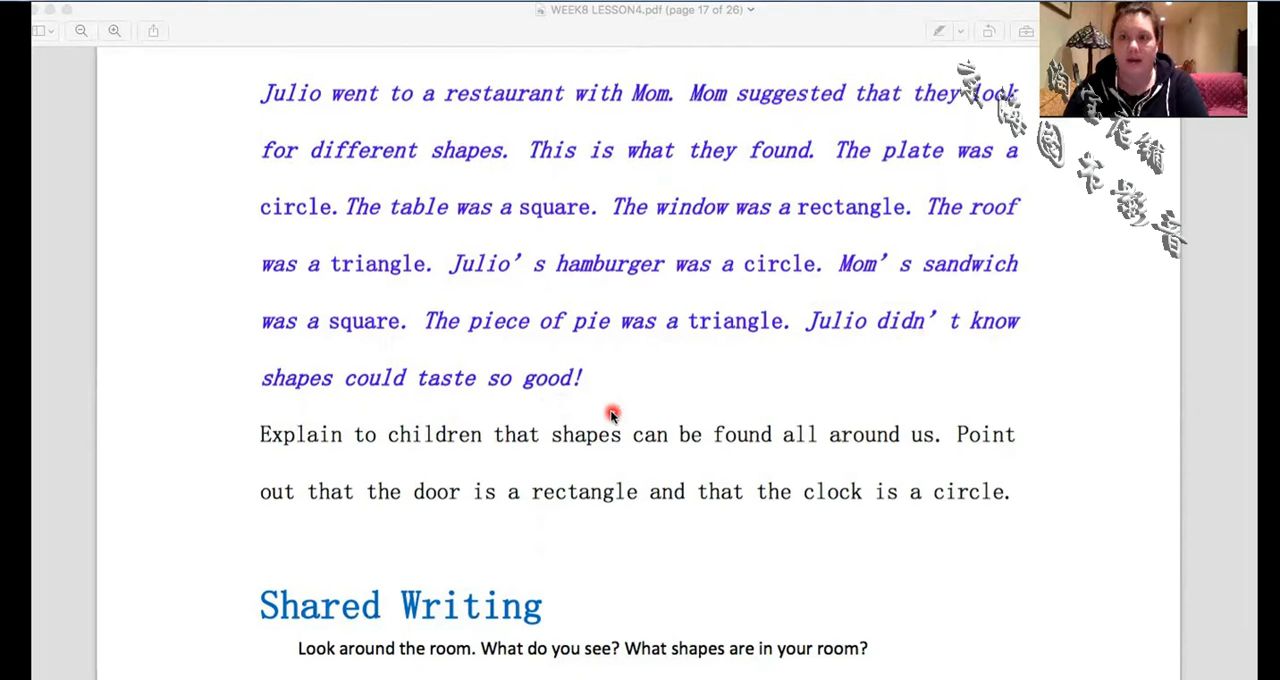 WEEK8 LESSON4.pdf (page 17 of 26)
Julio went to a restaurant with Mom. Mom suggested that they look
for different shapes. This is what they found. The plate was a
circle. The table was a square. The window was a rectangle. The roof
was a triangle. Julio's hamburger was a circle. Mom's sandwich
was a square. The piece of pie was a triangle. Julio didn't know
shapes could taste so good!
Explain to children that shapes can be found all around us. Point
out that the door is a rectangle and that the clock is a circle.
Shared Writing
Look around the room. What do you see? What shapes are in your room?